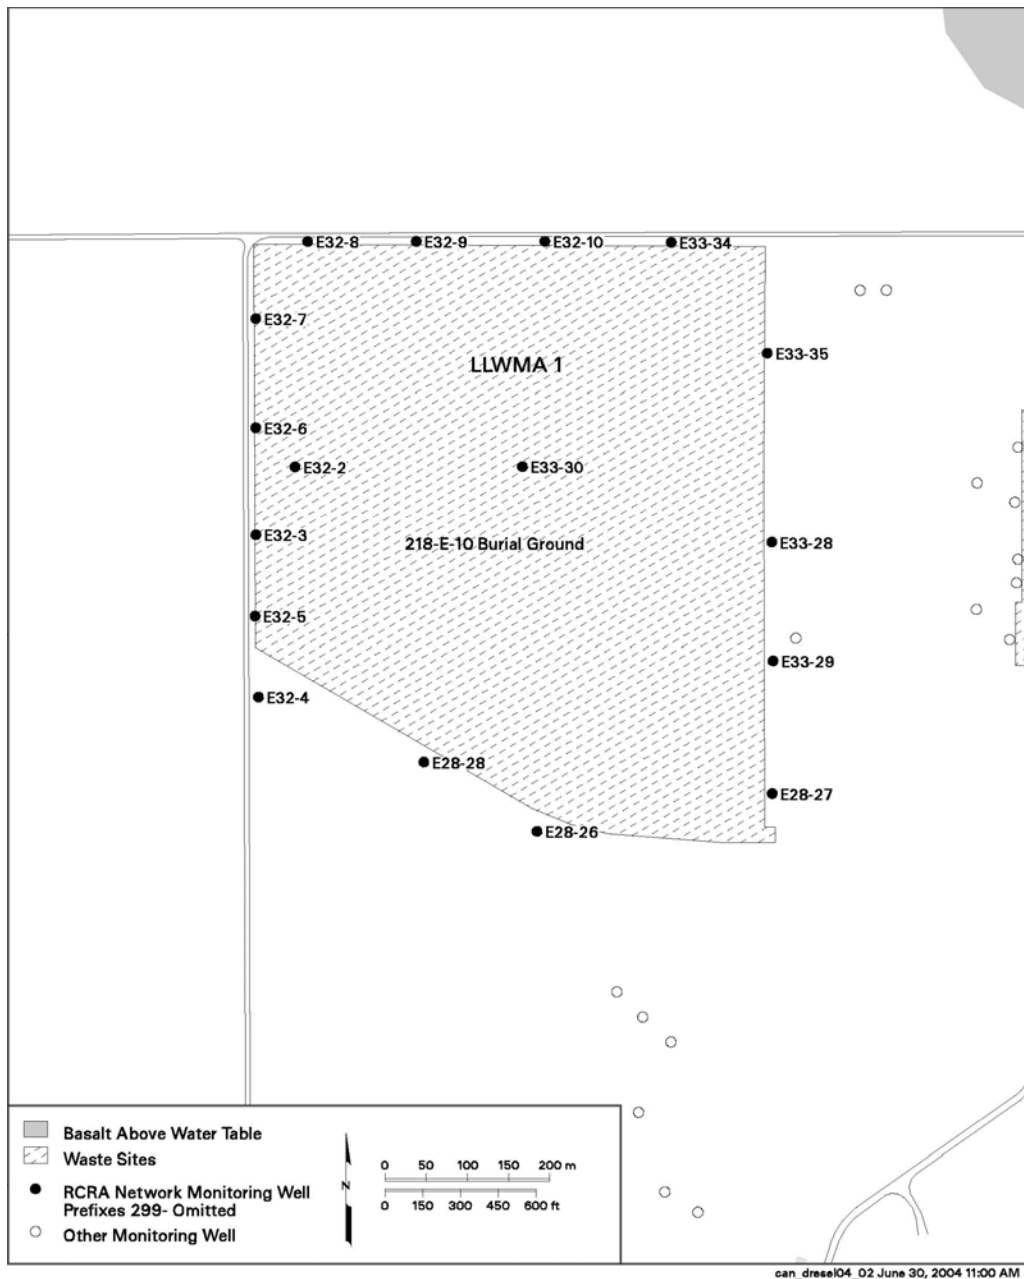 E32-8
E32-9
E32-10
E33-34
E32-7
E33-35
LLWMA 1
E32-6
E32-2
E33-30
E32-3
218-E-10 Burial Ground
E33-28
E32-5
E33-29
E32-4
E28-28
E28-27
E28-26
Basalt Above Water Table
Waste Sites
RCRA Network Monitoring Well
Prefixes 299- Omitted
Other Monitoring Well
N
0 50 100 150 200 m
0 150 300 450 600 ft
can_dresel04_02 June 30, 2004 11:00 AM